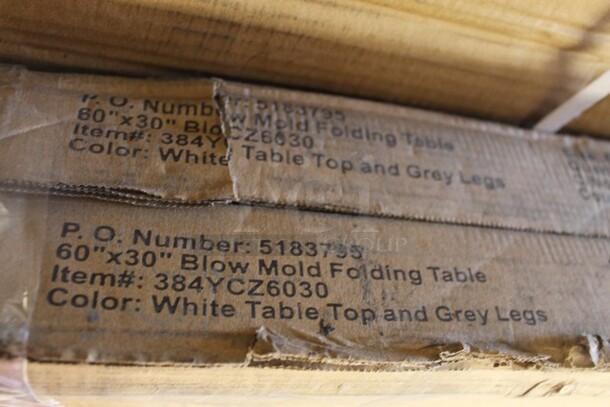 P. O. Number: 5183795
60"x30" Blow Mold Folding Table
Item#: 384YCZ6030
Color: White Table Top and Grey Legs
P. O. Number: 5183795
60"x30" Blow Mold Folding Table
Item#: 384YCZ6030
Color: White Table Top and Grey Legs